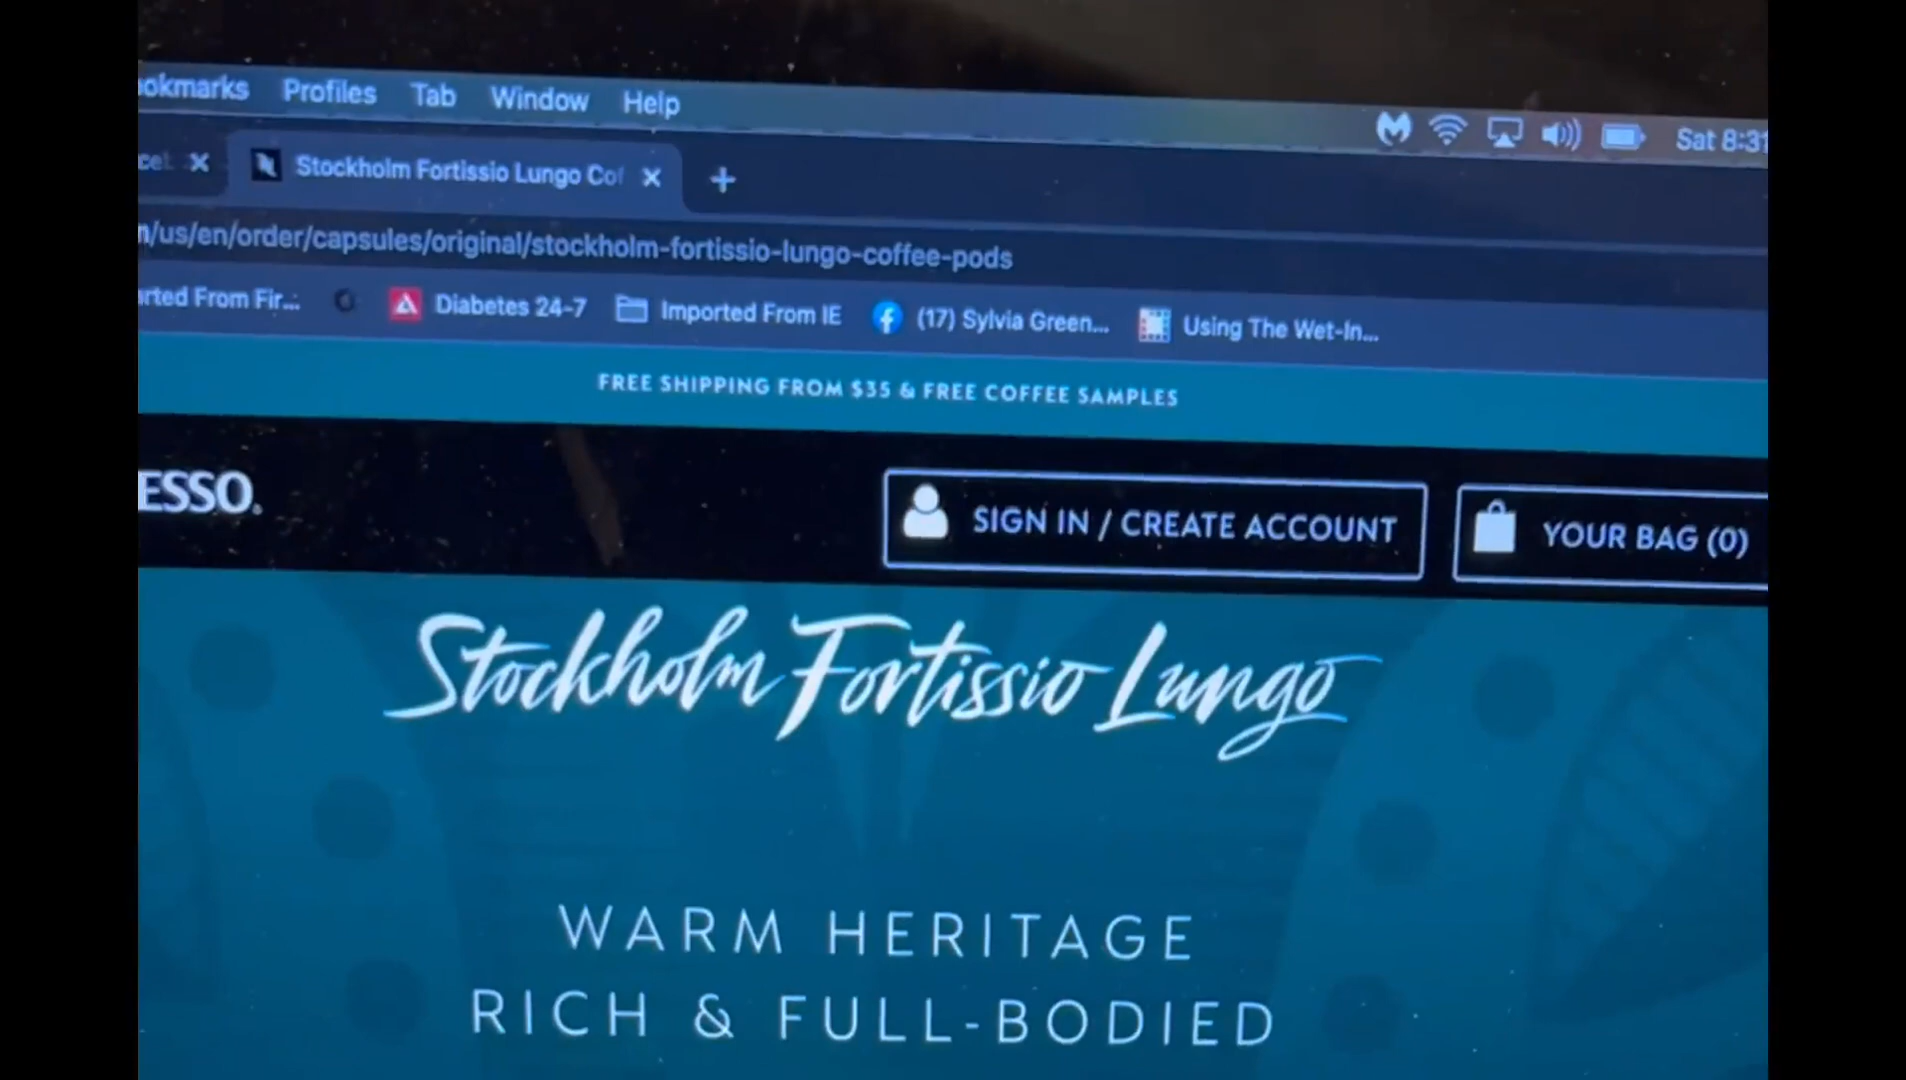 ookmarks Profiles Tab Window Help
Sat 8:31
cel
Stockholm Fortissio Lungo Cof
/us/en/order/capsules/original/stockholm-fortissio-lungo-coffee-pods
rted From Fir... Diabetes 24-7 Imported From IE (17) Sylvia Green... Using The Wet-In...
FREE SHIPPING FROM $35 & FREE COFFEE SAMPLES
ESSO.
SIGN IN / CREATE ACCOUNT
YOUR BAG (0)
Stockholm Fortissio Lungo
WARM HERITAGE
RICH & FULL-BODIED